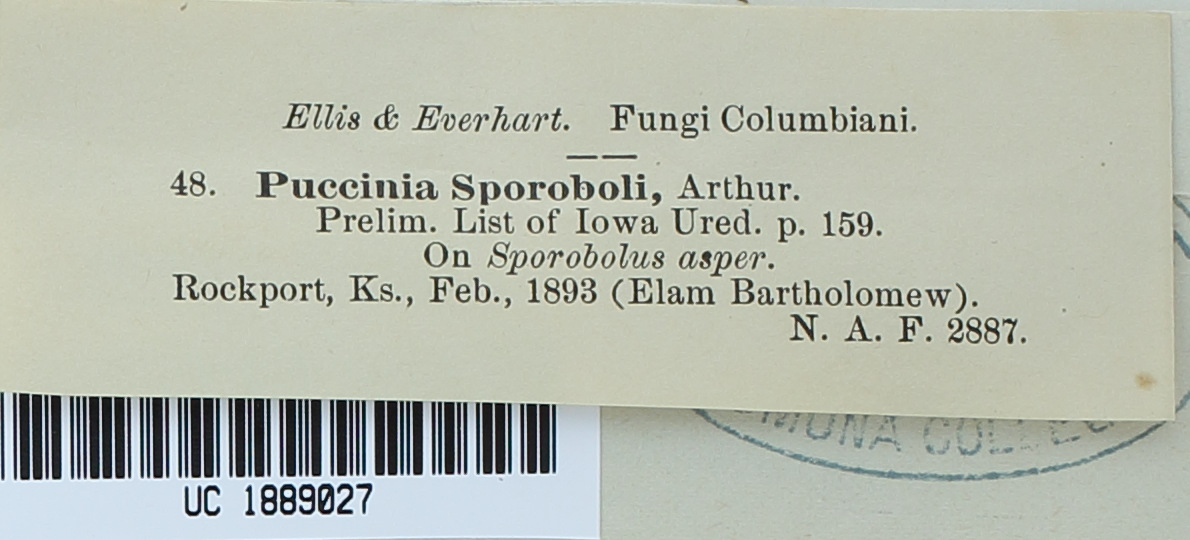 Ellis & Everhart. Fungi Columbiani.
48. Puccinia Sporoboli, Arthur.
Prelim. List of Iowa Ured. p. 159.
On Sporobolus asper.
Rockport, Ks., Feb., 1893 (Elam Bartholomew).
N. A. F. 2887.
UC 1889027